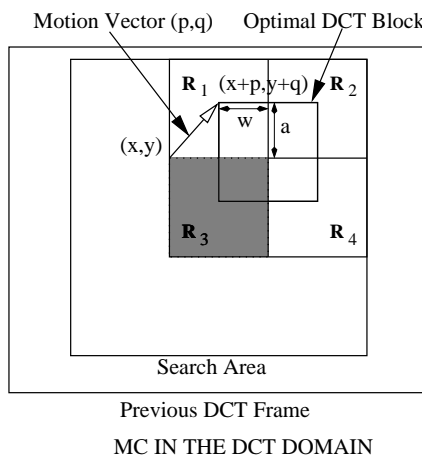 Motion Vector (p,q) Optimal DCT Block
R 1 (x+p,y+q) R 2
w a
(x,y)
R 3 R 4
Search Area
Previous DCT Frame
MC IN THE DCT DOMAIN